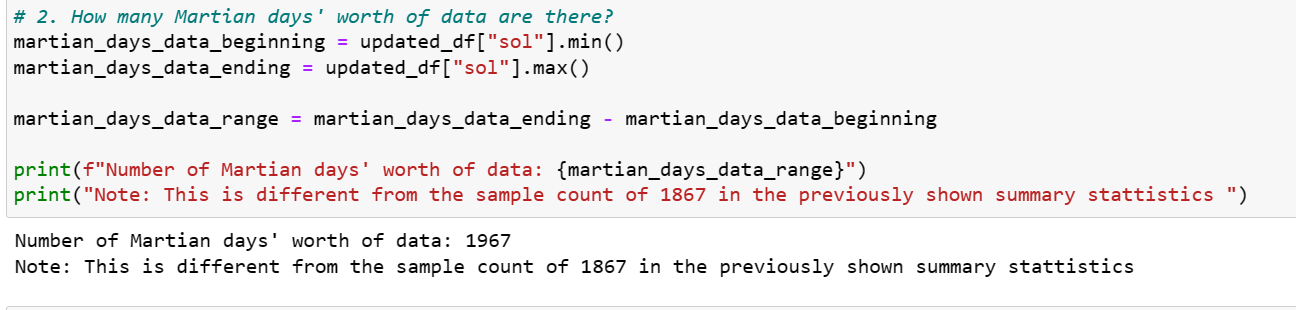 # 2. How many Martian days' worth of data are there?
martian_days_data_beginning = updated_df["sol"].min()
martian_days_data_ending = updated_df["sol"].max()
martian_days_data_range = martian_days_data_ending - martian_days_data_beginning
print(f"Number of Martian days' worth of data: {martian_days_data_range}")
print("Note: This is different from the sample count of 1867 in the previously shown summary stattistics ")
Number of Martian days' worth of data: 1967
Note: This is different from the sample count of 1867 in the previously shown summary stattistics